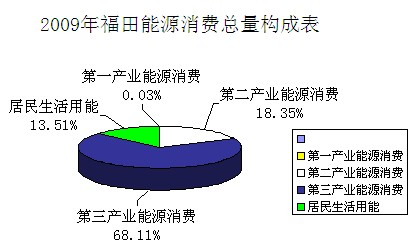 2009年福田能源消费总量构成表
第一产业能源消费
0.03%
第二产业能源消费
18.35%
居民生活用能
13.51%
第三产业能源消费
68.11%
第一产业能源消费
第二产业能源消费
第三产业能源消费
居民生活用能